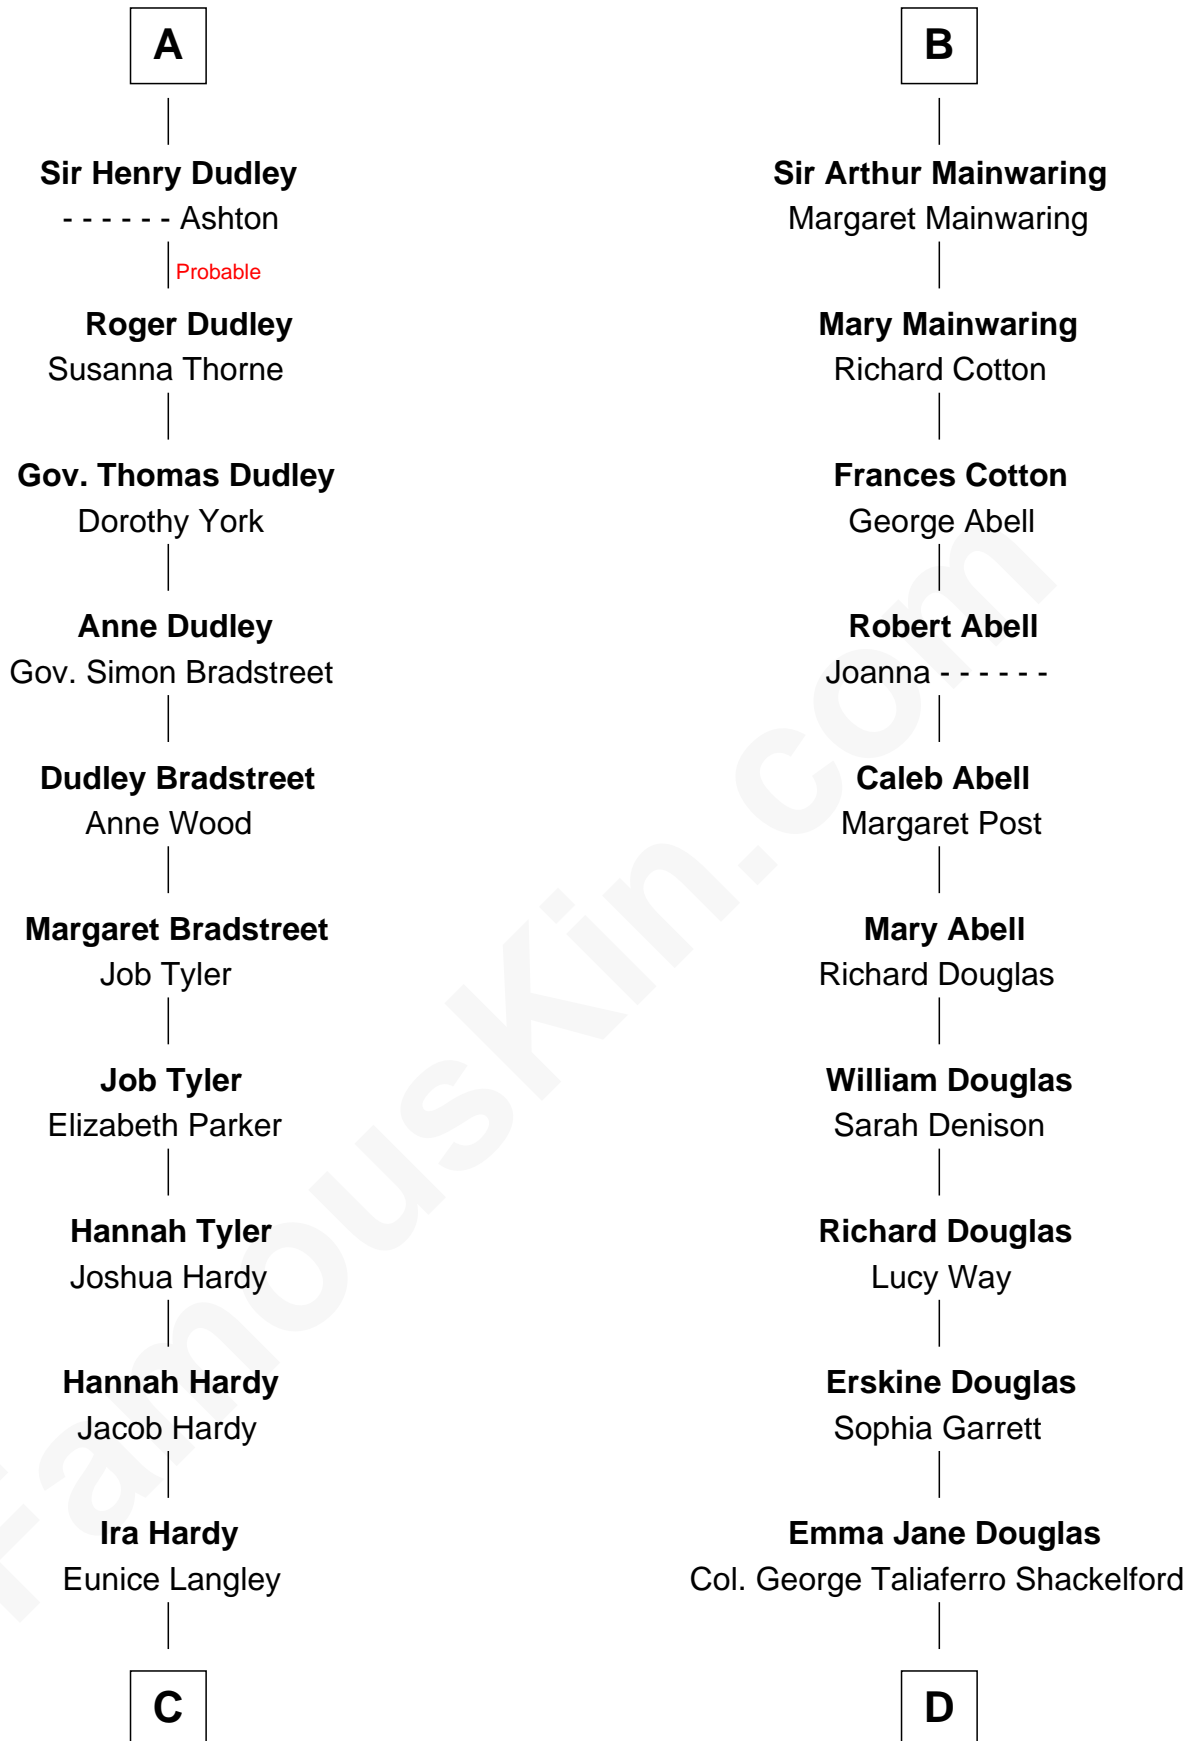 A
Sir Henry Dudley
- - - - - - Ashton
Probable
Roger Dudley
Susanna Thorne
Gov. Thomas Dudley
Dorothy York
Anne Dudley
Gov. Simon Bradstreet
Dudley Bradstreet
Anne Wood
Margaret Bradstreet
Job Tyler
Job Tyler
Elizabeth Parker
Hannah Tyler
Joshua Hardy
Hannah Hardy
Jacob Hardy
Ira Hardy
Eunice Langley
C
B
Sir Arthur Mainwaring
Margaret Mainwaring
Mary Mainwaring
Richard Cotton
Frances Cotton
George Abell
Robert Abell
Joanna - - - - - -
Caleb Abell
Margaret Post
Mary Abell
Richard Douglas
William Douglas
Sarah Denison
Richard Douglas
Lucy Way
Erskine Douglas
Sophia Garrett
Emma Jane Douglas
Col. George Taliaferro Shackelford
D
FamousKin.com